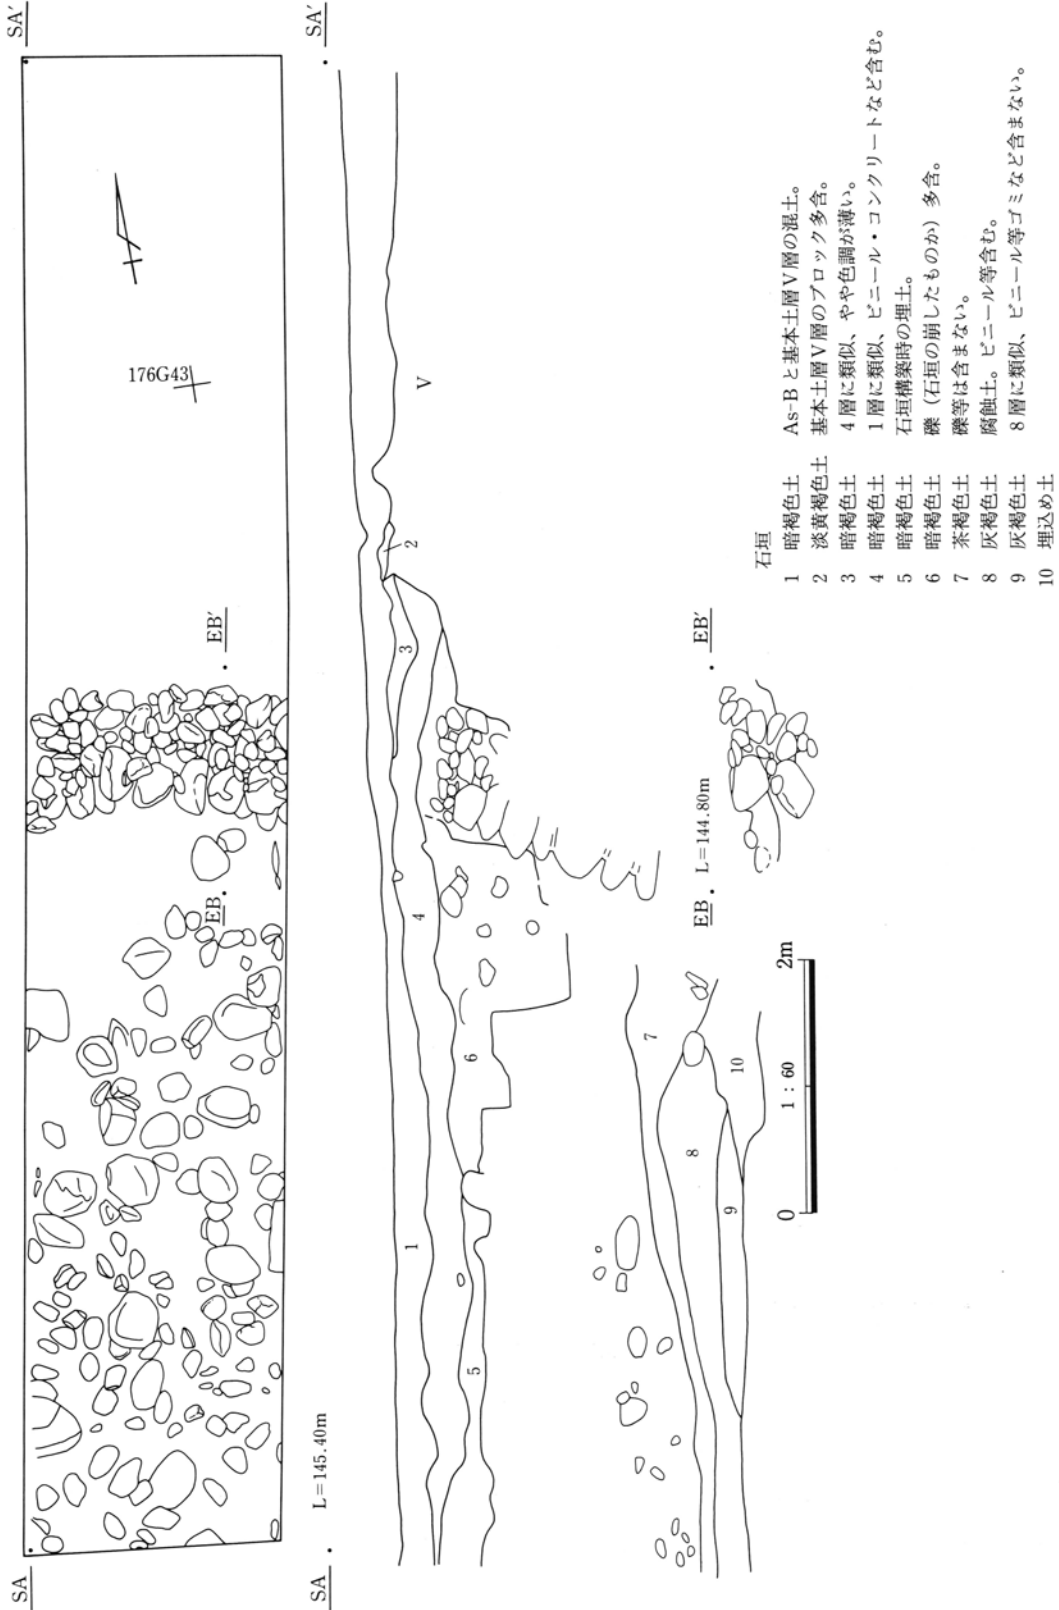 SA
SA′
176G43
EB
EB′
SA
L=145.40m
SA′
V
1
2
3
4
5
6
7
8
9
10
EB
L=144.80m
EB′
0
1：60
2m
石垣
1 暗褐色土 As-Bと基本土層V層の混土。
2 淡黄褐色土 基本土層V層のブロック多含。
3 暗褐色土 4層に類似、やや色調が薄い。
4 暗褐色土 1層に類似、ビニール・コンクリートなど含む。
5 暗褐色土 石垣構築時の埋土。
6 暗褐色土 礫（石垣の崩したものか）多含。
7 茶褐色土 礫等は含まない。
8 灰褐色土 腐蝕土。ビニール等含む。
9 灰褐色土 8層に類似、ビニール等ゴミなど含まない。
10 埋込め土